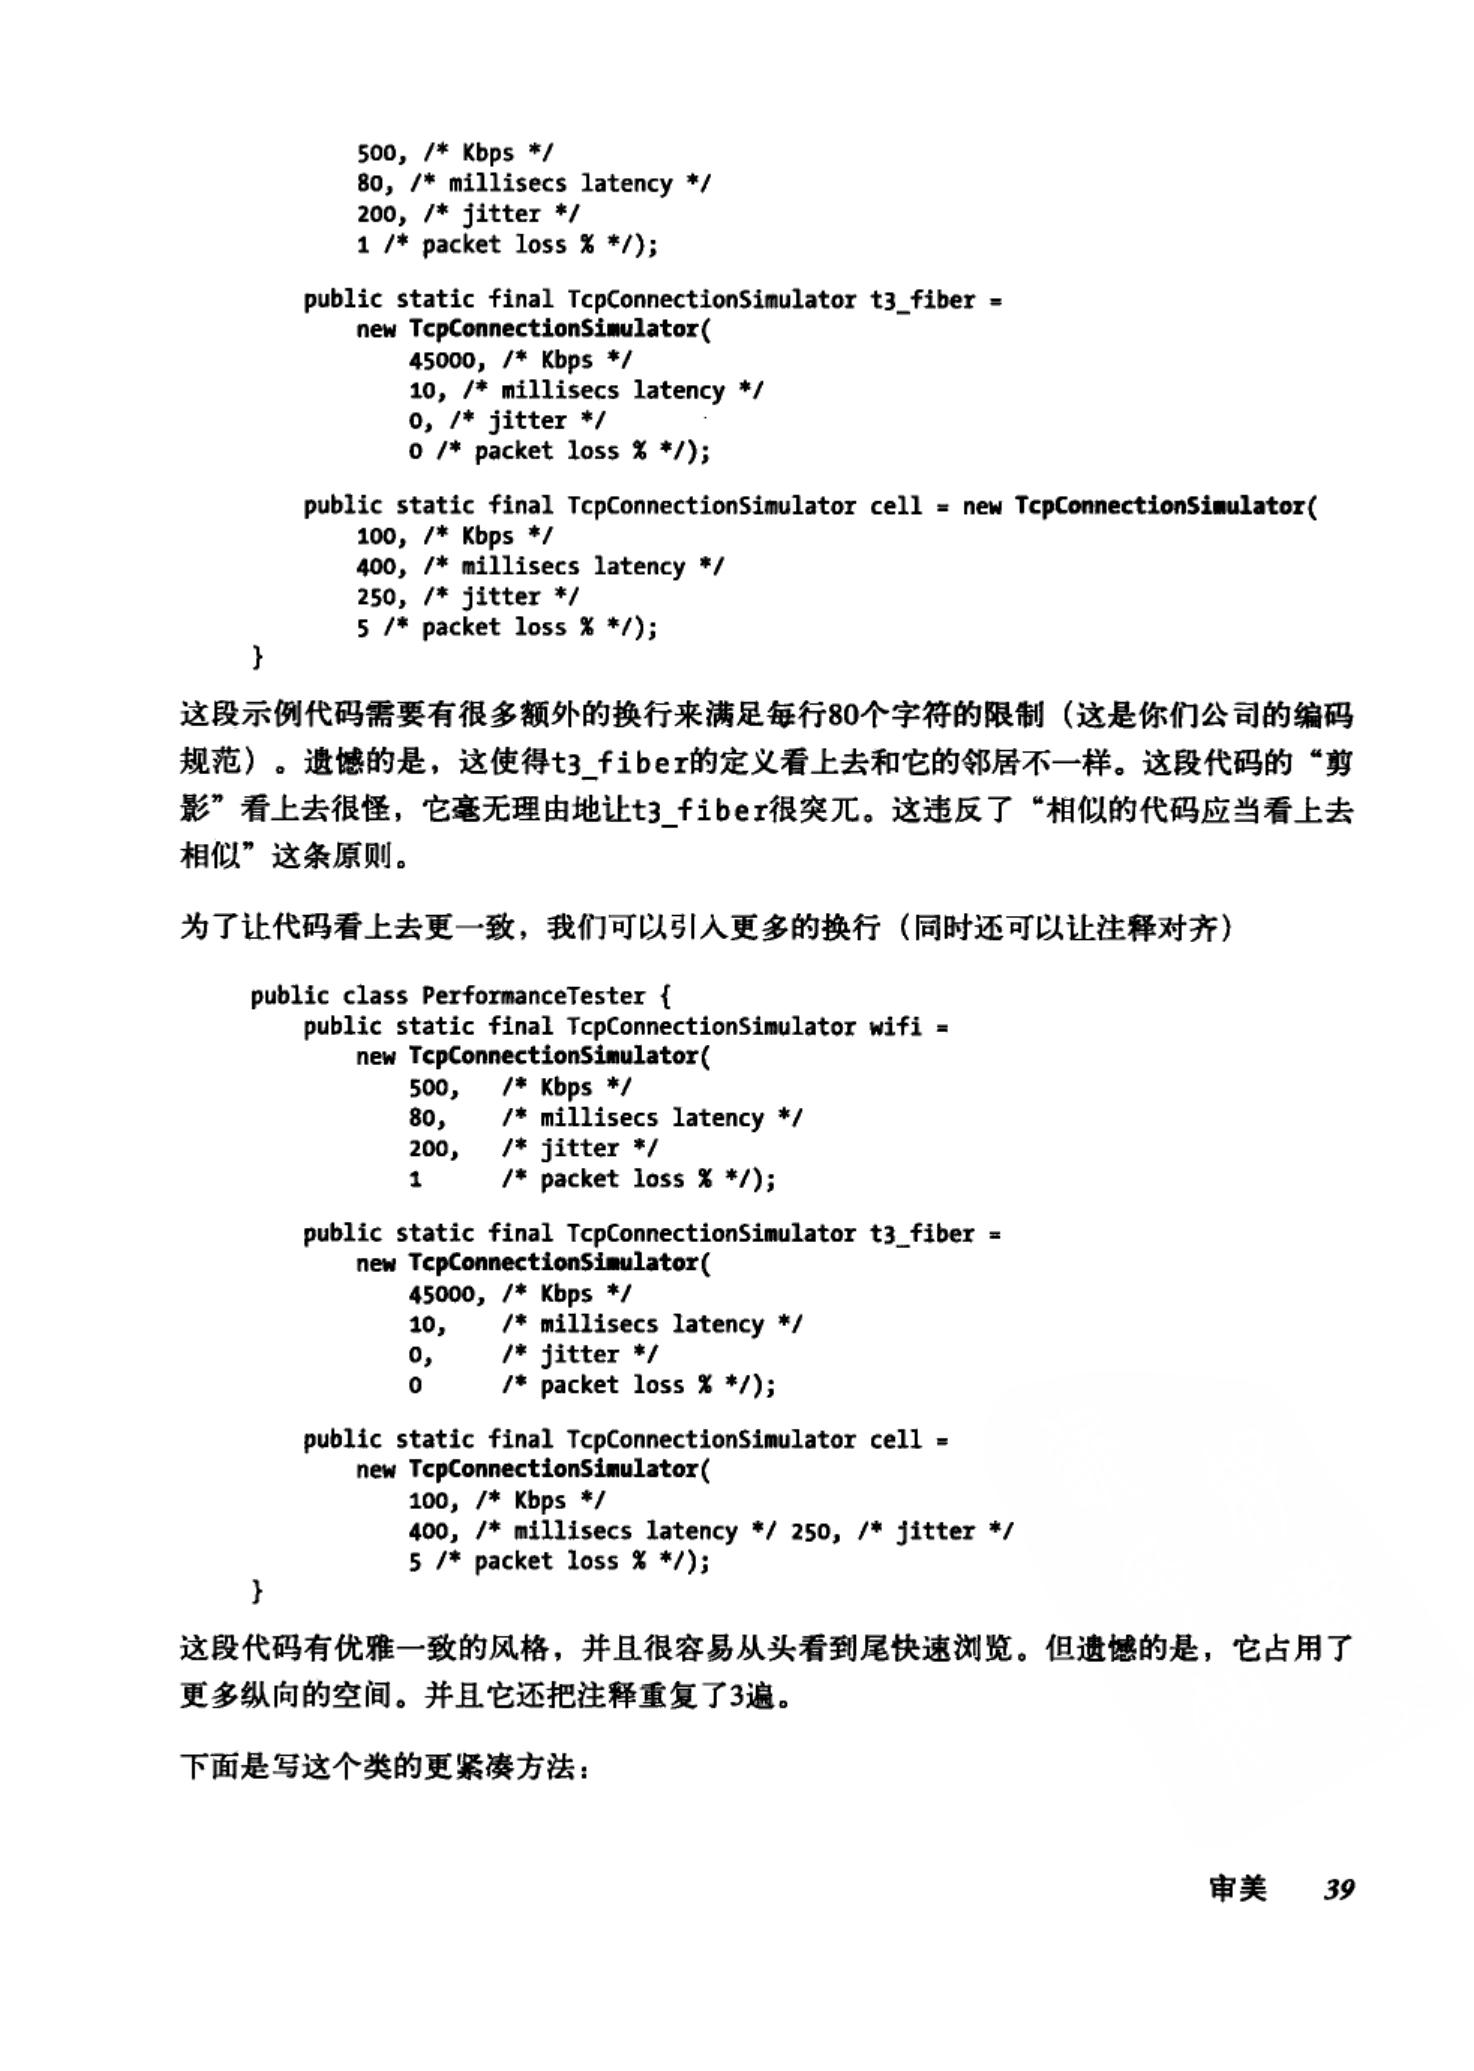 500, /* Kbps */
80, /* millisecs latency */
200, /* jitter */
1 /* packet loss % */);
public static final TcpConnectionSimulator t3_fiber =
new TcpConnectionSimulator(
45000, /* Kbps */
10, /* millisecs latency */
0, /* jitter */
0 /* packet loss % */);
public static final TcpConnectionSimulator cell = new TcpConnectionSimulator(
100, /* Kbps */
400, /* millisecs latency */
250, /* jitter */
5 /* packet loss % */);
}
这段示例代码需要有很多额外的换行来满足每行80个字符的限制（这是你们公司的编码
规范）。遗憾的是，这使得t3_fiber的定义看上去和它的邻居不一样。这段代码的“剪
影”看上去很怪，它毫无理由地让t3_fiber很突兀。这违反了“相似的代码应当看上去
相似”这条原则。
为了让代码看上去更一致，我们可以引入更多的换行（同时还可以让注释对齐）
public class PerformanceTester {
public static final TcpConnectionSimulator wifi =
new TcpConnectionSimulator(
500, /* Kbps */
80, /* millisecs latency */
200, /* jitter */
1 /* packet loss % */);
public static final TcpConnectionSimulator t3_fiber =
new TcpConnectionSimulator(
45000, /* Kbps */
10, /* millisecs latency */
0, /* jitter */
0 /* packet loss % */);
public static final TcpConnectionSimulator cell =
new TcpConnectionSimulator(
100, /* Kbps */
400, /* millisecs latency */ 250, /* jitter */
5 /* packet loss % */);
}
这段代码有优雅一致的风格，并且很容易从头看到尾快速浏览。但遗憾的是，它占用了
更多纵向的空间。并且它还把注释重复了3遍。
下面是写这个类的更紧凑方法：
审美 39